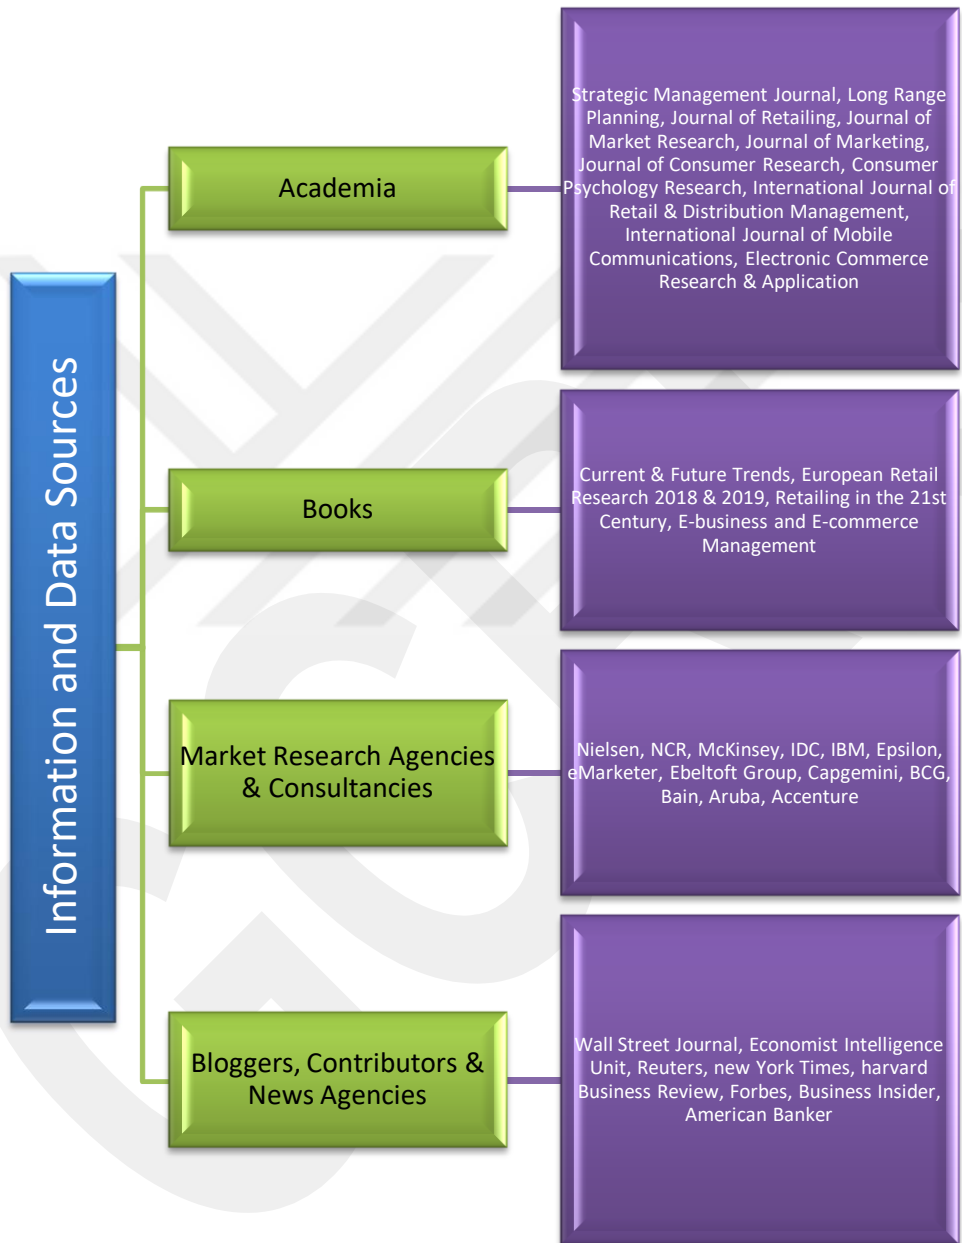 Information and Data Sources
Academia
Strategic Management Journal, Long Range
Planning, Journal of Retailing, Journal of
Market Research, Journal of Marketing,
Journal of Consumer Research, Consumer
Psychology Research, International Journal of
Retail & Distribution Management,
International Journal of Mobile
Communications, Electronic Commerce
Research & Application
Books
Current & Future Trends, European Retail
Research 2018 & 2019, Retailing in the 21st
Century, E-business and E-commerce
Management
Market Research Agencies
& Consultancies
Nielsen, NCR, McKinsey, IDC, IBM, Epsilon,
eMarketer, Ebeltoft Group, Capgemini, BCG,
Bain, Aruba, Accenture
Bloggers, Contributors &
News Agencies
Wall Street Journal, Economist Intelligence
Unit, Reuters, new York Times, harvard
Business Review, Forbes, Business Insider,
American Banker